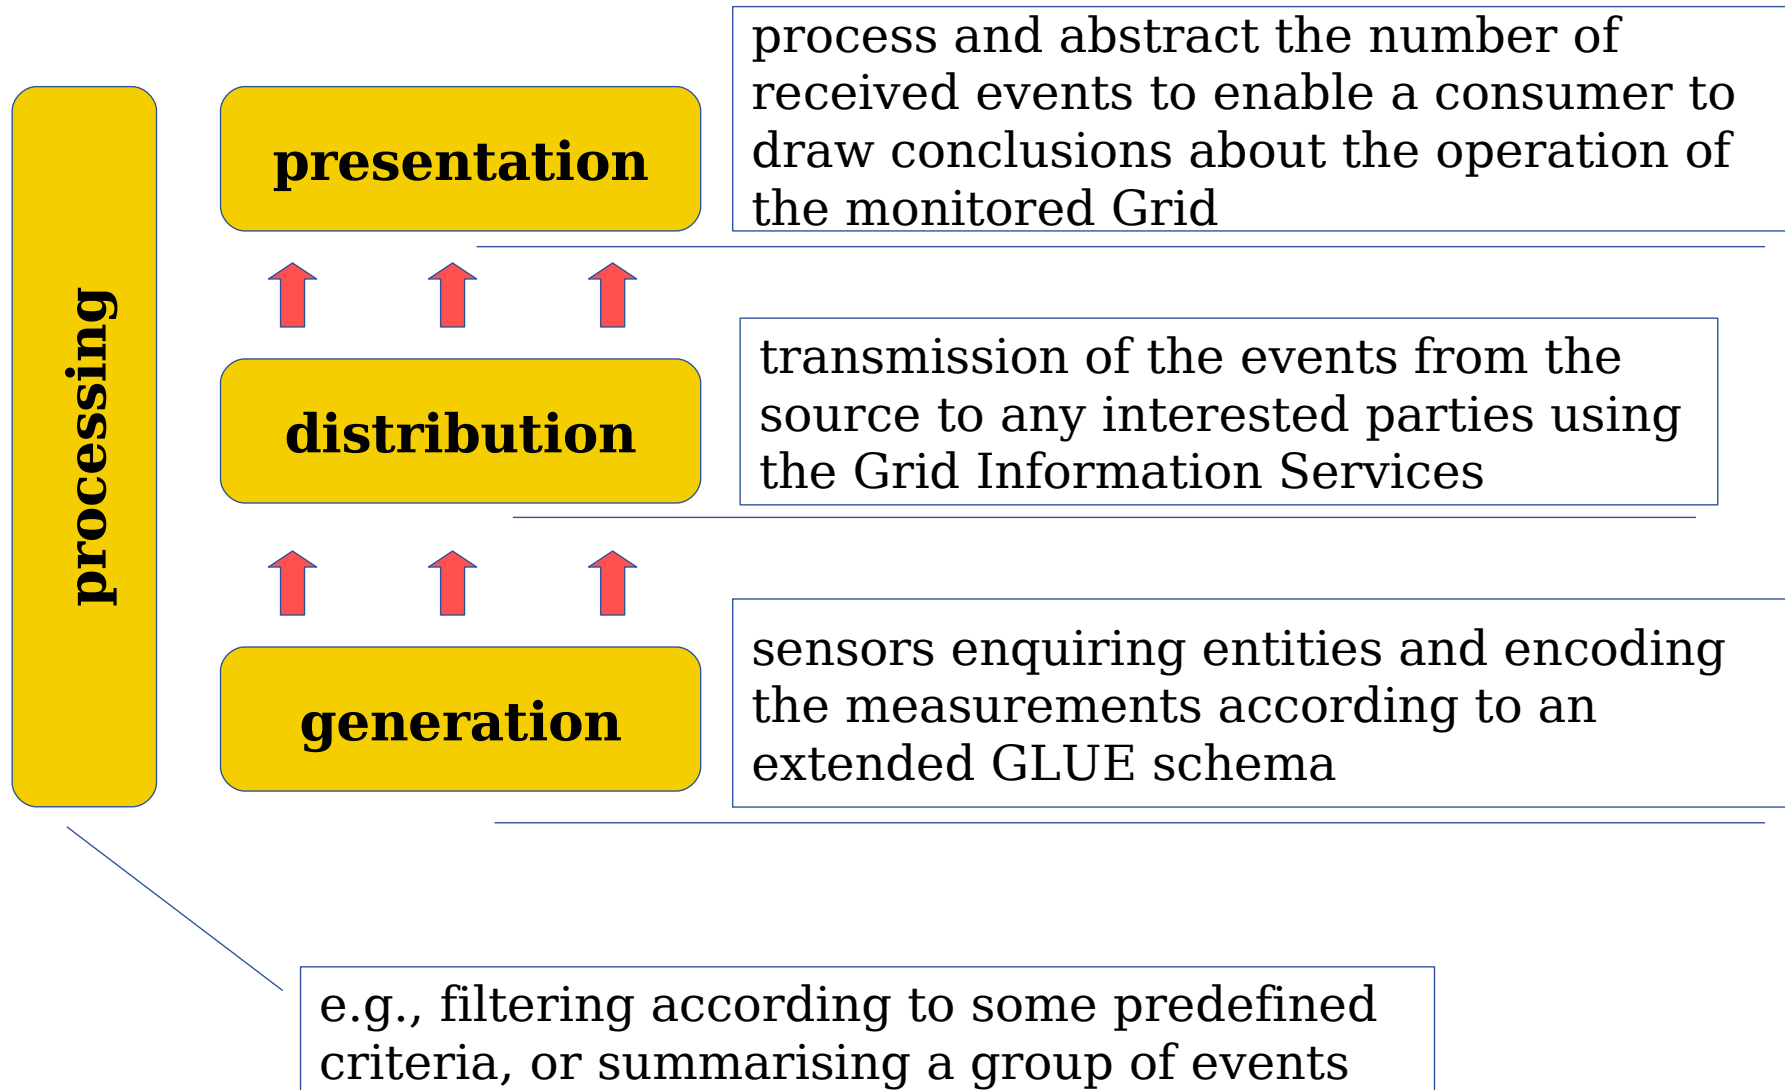 process and abstract the number of
received events to enable a consumer to
draw conclusions about the operation of
the monitored Grid
presentation
processing
transmission of the events from the
source to any interested parties using
the Grid Information Services
distribution
sensors enquiring entities and encoding
the measurements according to an
extended GLUE schema
generation
e.g., filtering according to some predefined
criteria, or summarising a group of events